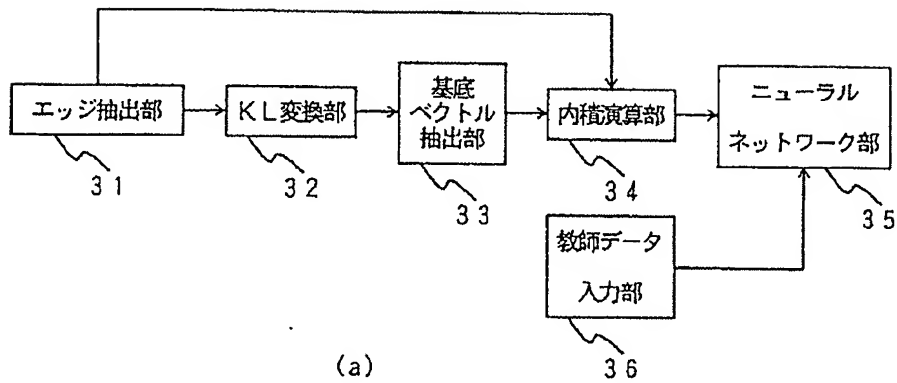 エッジ抽出部
31
KL変換部
32
基底
ベクトル
抽出部
33
内積演算部
34
ニューラル
ネットワーク部
35
教師データ
入力部
36
(a)